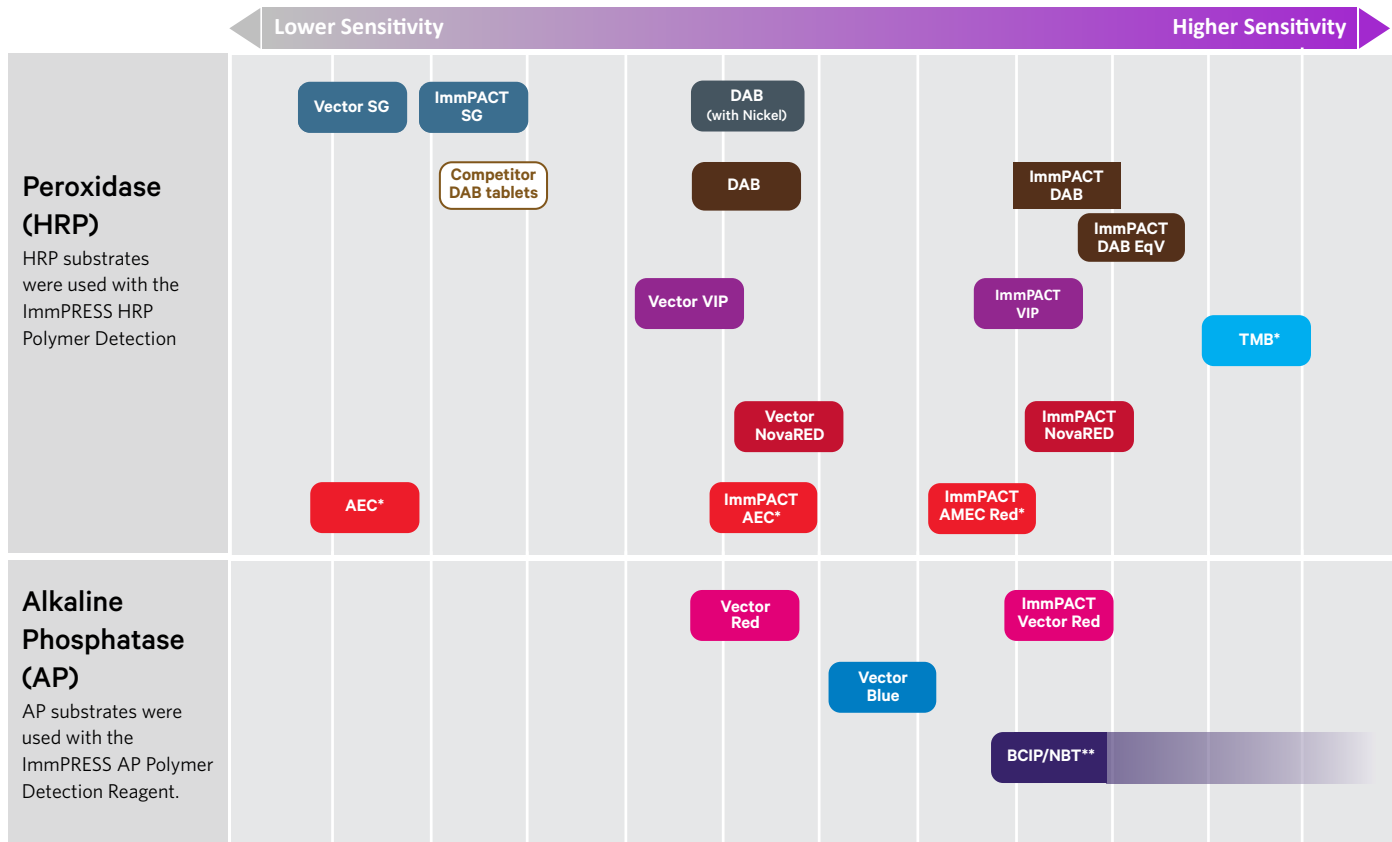 Lower Sensitivity
Higher Sensitivity
Peroxidase
(HRP)
HRP substrates
were used with the
ImmPRESS HRP
Polymer Detection
Vector SG
ImmPACT
SG
DAB
(with Nickel)
Competitor
DAB tablets
DAB
ImmPACT
DAB
ImmPACT
DAB EqV
Vector VIP
ImmPACT
VIP
TMB*
Vector
NovaRED
ImmPACT
NovaRED
AEC*
ImmPACT
AEC*
ImmPACT
AMEC Red*
Alkaline
Phosphatase
(AP)
AP substrates were
used with the
ImmPRESS AP Polymer
Detection Reagent.
Vector
Red
ImmPACT
Vector Red
Vector
Blue
BCIP/NBT**